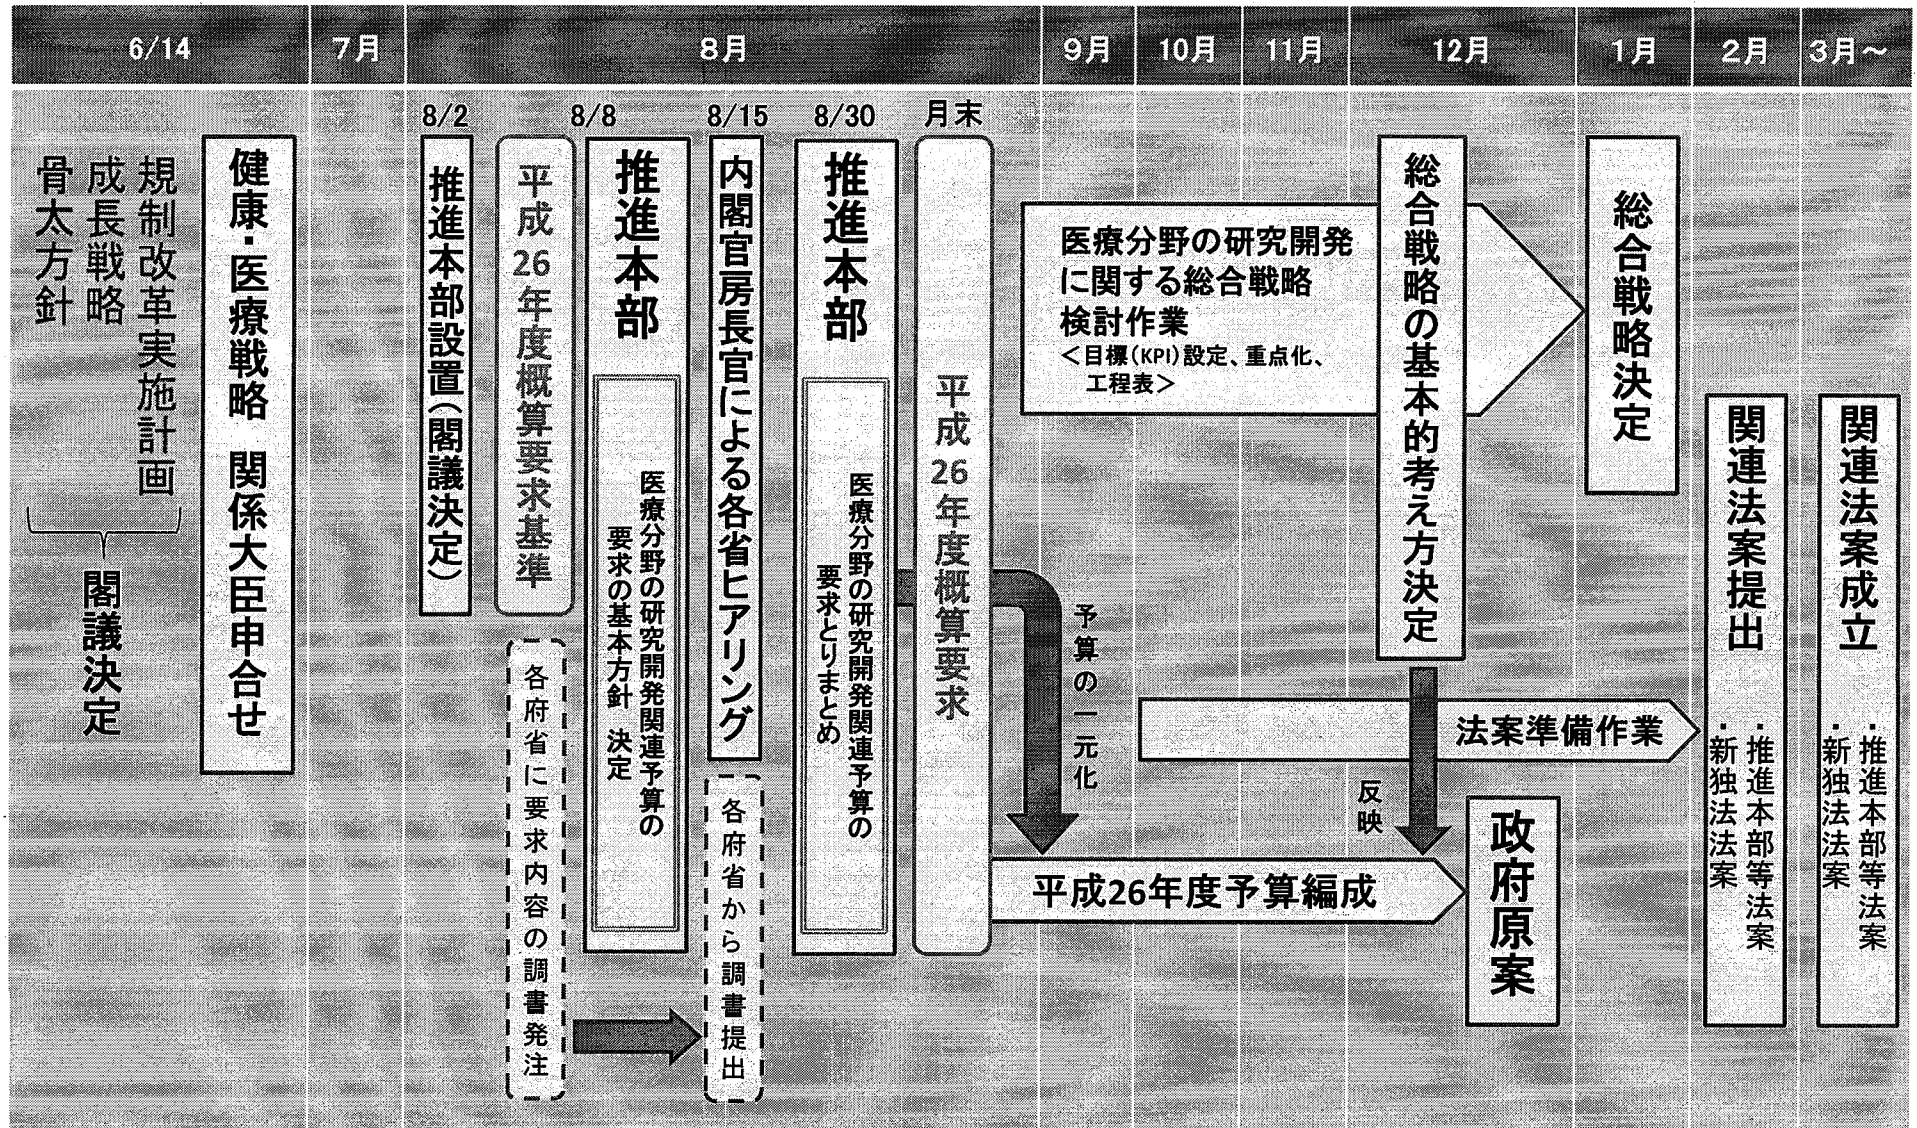 6/14
7月
8月
9月
10月
11月
12月
1月
2月
3月～
規制改革実施計画
成長戦略
骨太方針
閣議決定
健康・医療戦略 関係大臣申合せ
8/2
推進本部設置(閣議決定)
平成26年度概算要求基準
各府省に要求内容の調書発注
8/8
推進本部
医療分野の研究開発関連予算の
要求の基本方針 決定
8/15
内閣官房長官による各省ヒアリング
各府省から調書提出
8/30
推進本部
医療分野の研究開発関連予算の
要求とりまとめ
月末
平成26年度概算要求
予算の一元化
医療分野の研究開発
に関する総合戦略
検討作業
＜目標(KPI)設定、重点化、
工程表＞
総合戦略の基本的考え方決定
反映
法案準備作業
平成26年度予算編成
政府原案
総合戦略決定
関連法案提出
・推進本部等法案
・新独法法案
関連法案成立
・推進本部等法案
・新独法法案